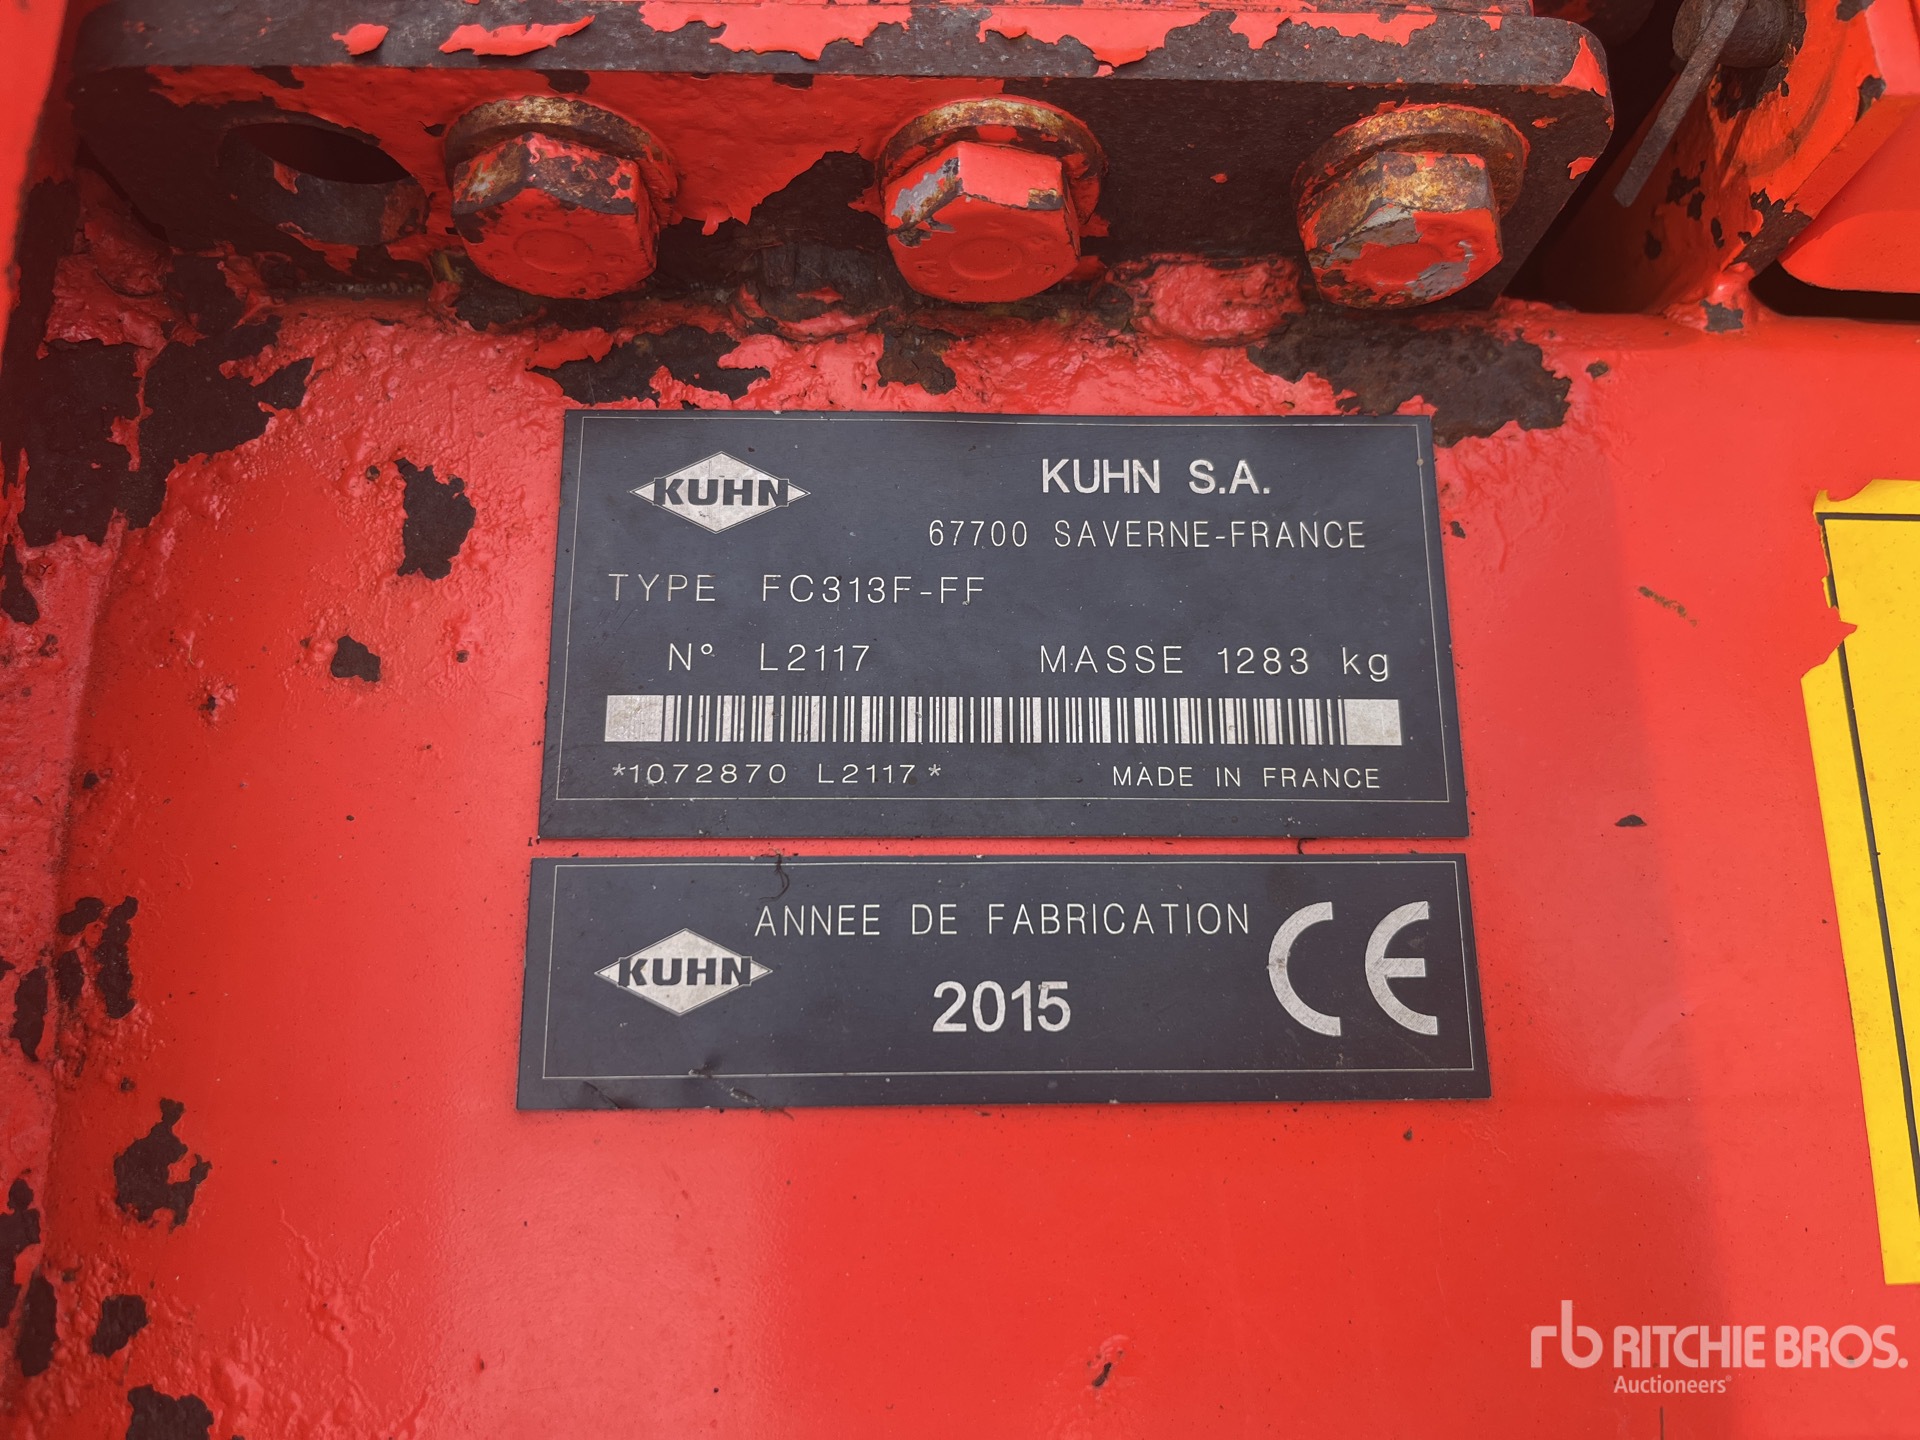 KUHN
KUHN S.A.
67700 SAVERNE-FRANCE
TYPE FC313F-FF
N° L2117 MASSE 1283 kg
*1072870 L2117*
MADE IN FRANCE
ANNEE DE FABRICATION
KUHN
2015
CE
rb RITCHIE BROS.
Auctioneers